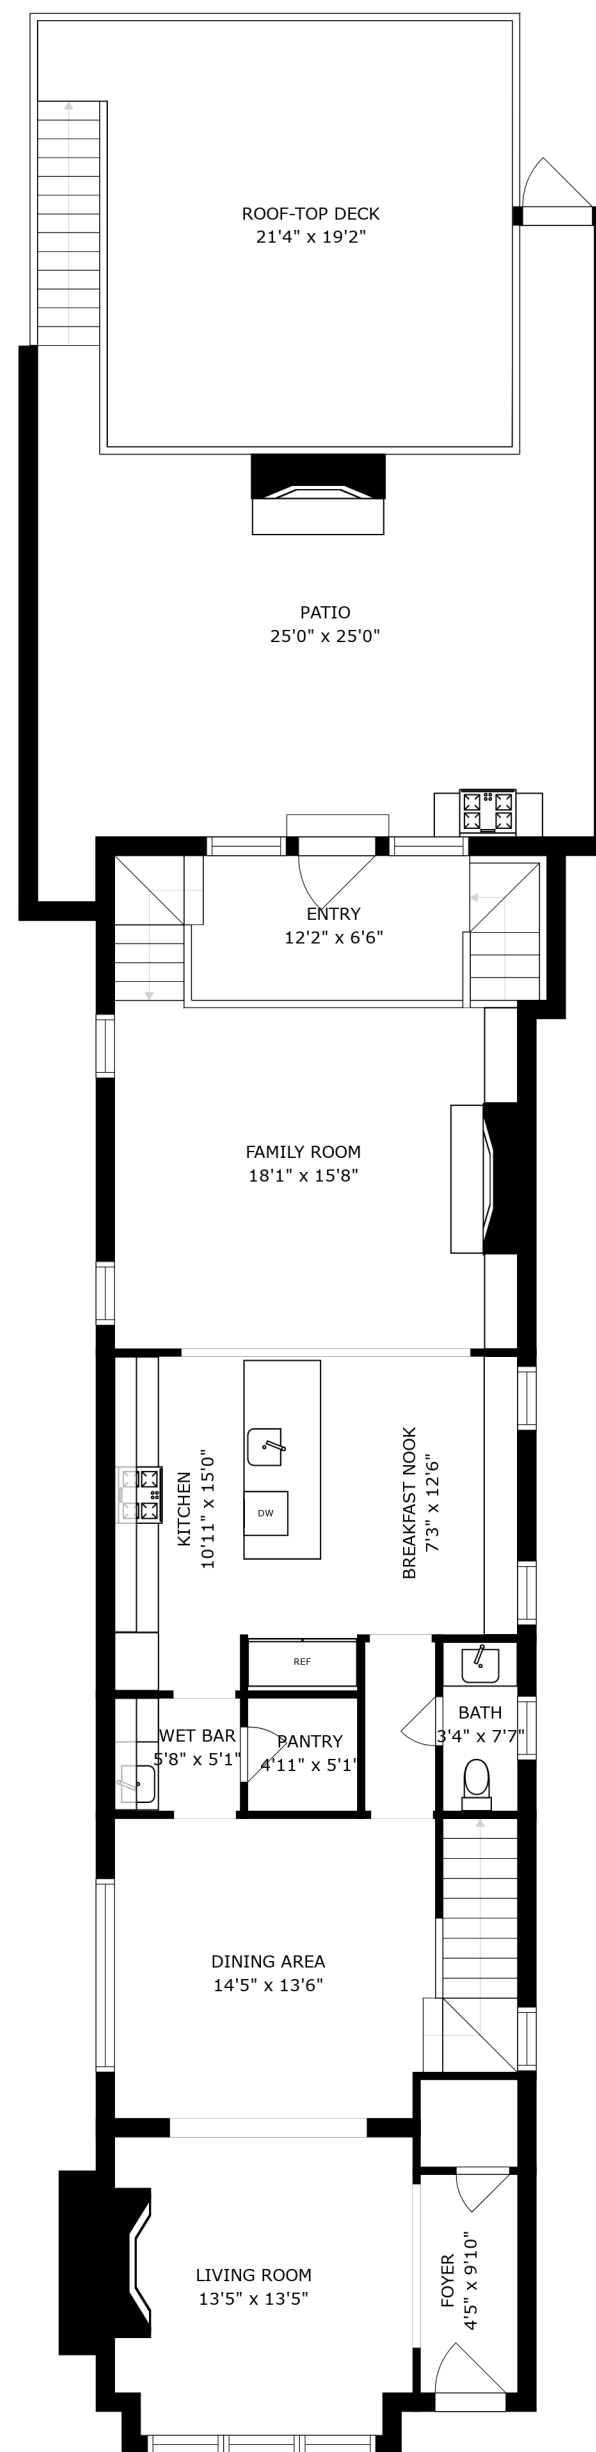 ROOF-TOP DECK
21'4" x 19'2"
PATIO
25'0" x 25'0"
ENTRY
12'2" x 6'6"
FAMILY ROOM
18'1" x 15'8"
KITCHEN
10'11" x 15'0"
DW
BREAKFAST NOOK
7'3" x 12'6"
REF
WET BAR
5'8" x 5'1"
PANTRY
4'11" x 5'1"
BATH
3'4" x 7'7"
DINING AREA
14'5" x 13'6"
LIVING ROOM
13'5" x 13'5"
FOYER
4'5" x 9'10"